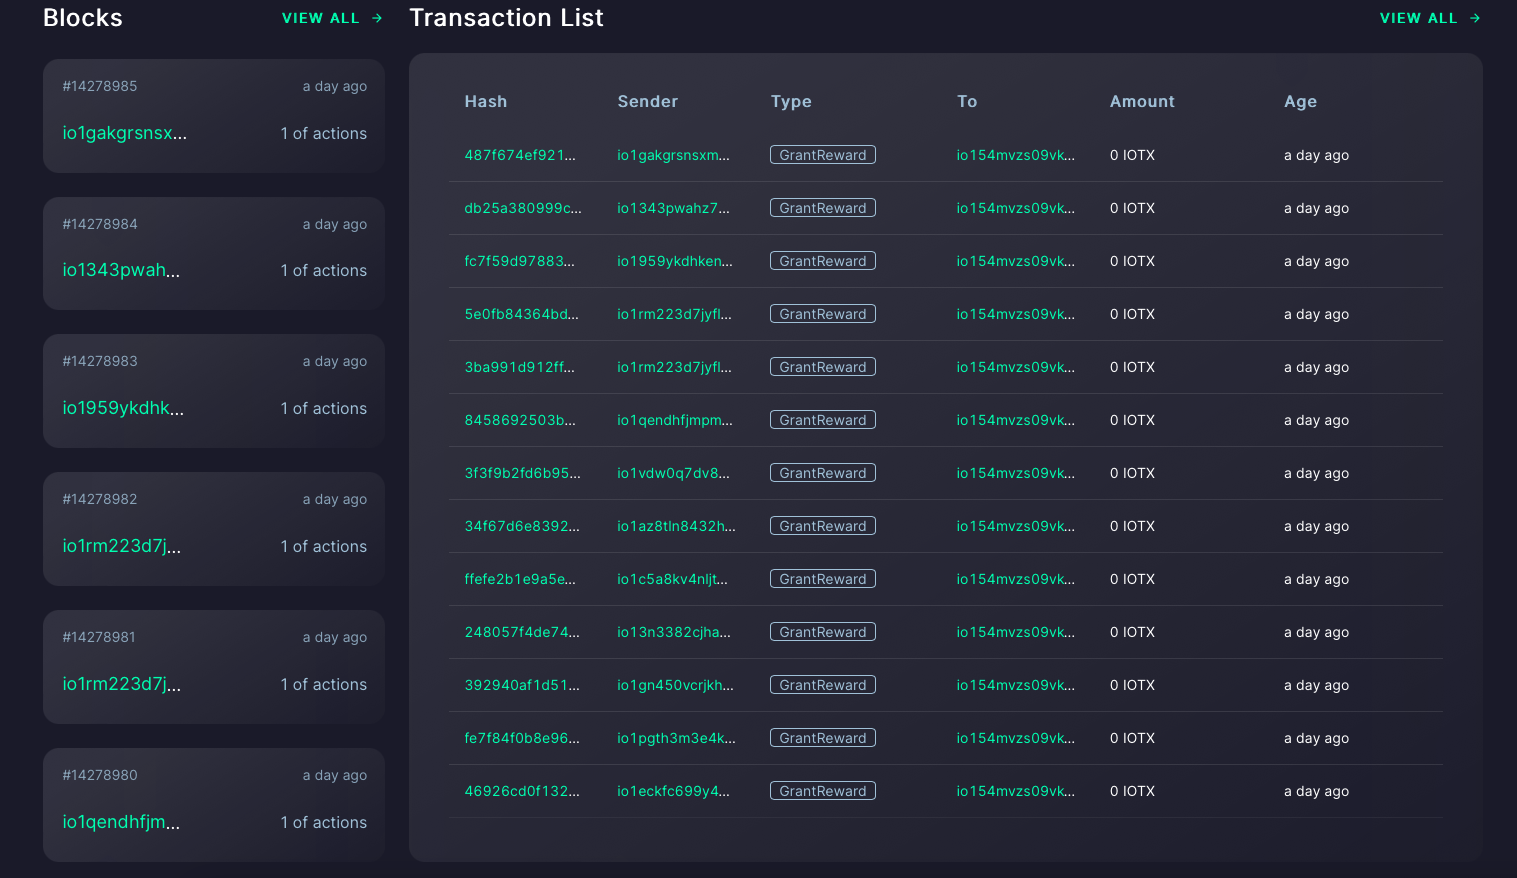 Blocks
VIEW ALL →
#14278985 a day ago
io1gakgrsnsx... 1 of actions
#14278984 a day ago
io1343pwah... 1 of actions
#14278983 a day ago
io1959ykdhk... 1 of actions
#14278982 a day ago
io1rm223d7j... 1 of actions
#14278981 a day ago
io1rm223d7j... 1 of actions
#14278980 a day ago
io1qendhfjm... 1 of actions
Transaction List
VIEW ALL →
Hash Sender Type To Amount Age
487f674ef921... io1gakgrsnsxm... GrantReward io154mvzs09vk... 0 IOTX a day ago
db25a380999c... io1343pwahz7... GrantReward io154mvzs09vk... 0 IOTX a day ago
fc7f59d97883... io1959ykdhken... GrantReward io154mvzs09vk... 0 IOTX a day ago
5e0fb84364bd... io1rm223d7jyfl... GrantReward io154mvzs09vk... 0 IOTX a day ago
3ba991d912ff... io1rm223d7jyfl... GrantReward io154mvzs09vk... 0 IOTX a day ago
8458692503b... io1qendhfjmpm... GrantReward io154mvzs09vk... 0 IOTX a day ago
3f3f9b2fd6b95... io1vdw0q7dv8... GrantReward io154mvzs09vk... 0 IOTX a day ago
34f67d6e8392... io1az8tln8432h... GrantReward io154mvzs09vk... 0 IOTX a day ago
ffefe2b1e9a5e... io1c5a8kv4nljt... GrantReward io154mvzs09vk... 0 IOTX a day ago
248057f4de74... io13n3382cjha... GrantReward io154mvzs09vk... 0 IOTX a day ago
392940af1d51... io1gn450vcrjkh... GrantReward io154mvzs09vk... 0 IOTX a day ago
fe7f84f0b8e96... io1pgth3m3e4k... GrantReward io154mvzs09vk... 0 IOTX a day ago
46926cd0f132... io1eckfc699y4... GrantReward io154mvzs09vk... 0 IOTX a day ago